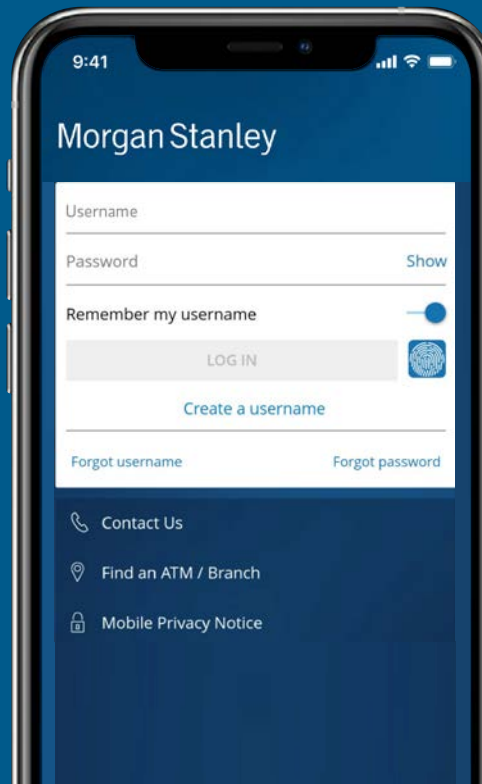 9:41
Morgan Stanley
Username
Password Show
Remember my username
LOG IN
Create a username
Forgot username Forgot password
Contact Us
Find an ATM / Branch
Mobile Privacy Notice